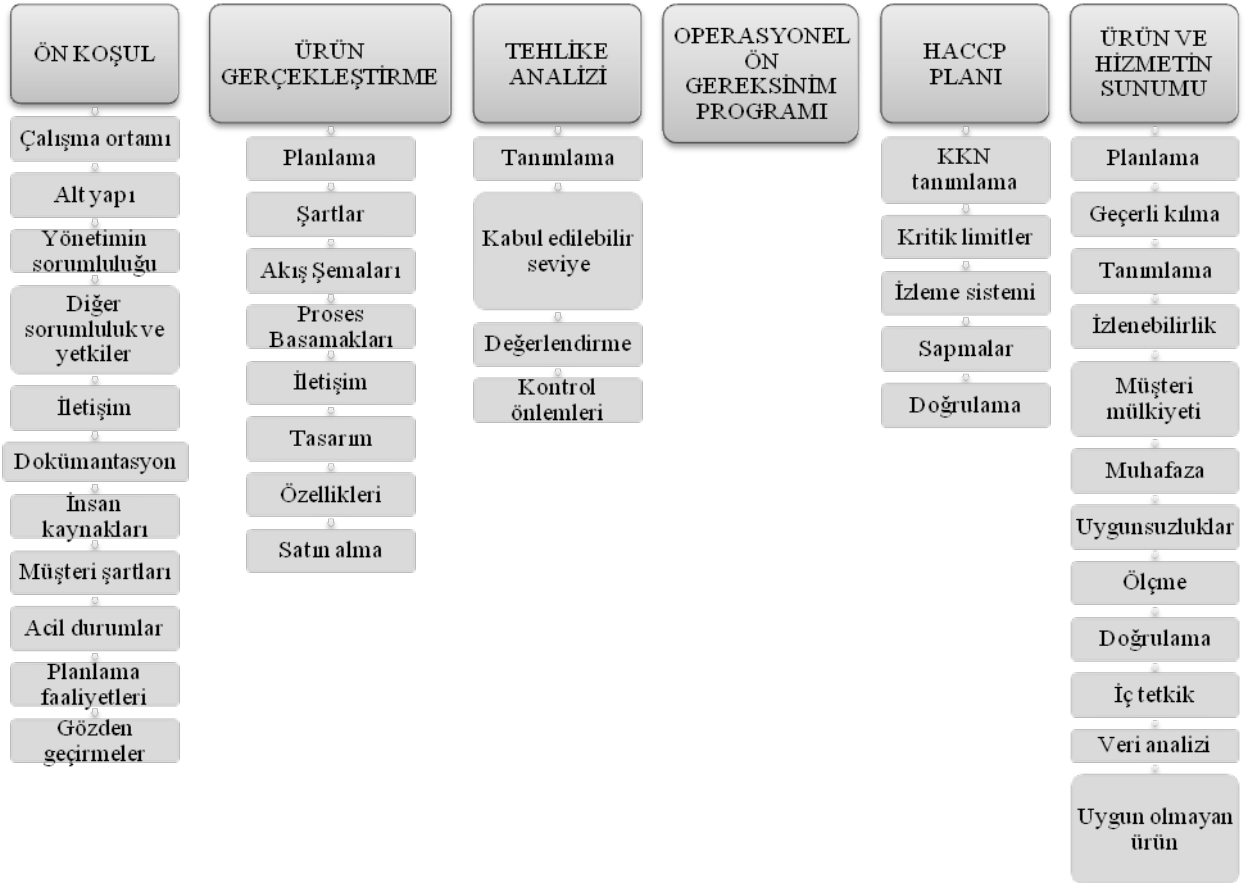 ÖN KOŞUL
Çalışma ortamı
Alt yapı
Yönetimin
sorumluluğu
Diğer
sorumluluk ve
yetkiler
İletişim
Dokümantasyon
İnsan
kaynakları
Müşteri şartları
Acil durumlar
Planlama
faaliyetleri
Gözden
geçirmeler
ÜRÜN
GERÇEKLEŞTİRME
Planlama
Şartlar
Akış Şemaları
Proses
Basamakları
İletişim
Tasarım
Özellikleri
Satın alma
TEHLİKE
ANALİZİ
Tanımlama
Kabul edilebilir
seviye
Değerlendirme
Kontrol
önlemleri
OPERASYONEL
ÖN
GEREKSİNİM
PROGRAMI
HACCP
PLANI
KKN
tanımlama
Kritik limitler
İzleme sistemi
Sapmalar
Doğrulama
ÜRÜN VE
HİZMETİN
SUNUMU
Planlama
Geçerli kılma
Tanımlama
İzlenebilirlik
Müşteri
mülkiyeti
Muhafaza
Uygunsuzluklar
Ölçme
Doğrulama
İç tetkik
Veri analizi
Uygun olmayan
ürün